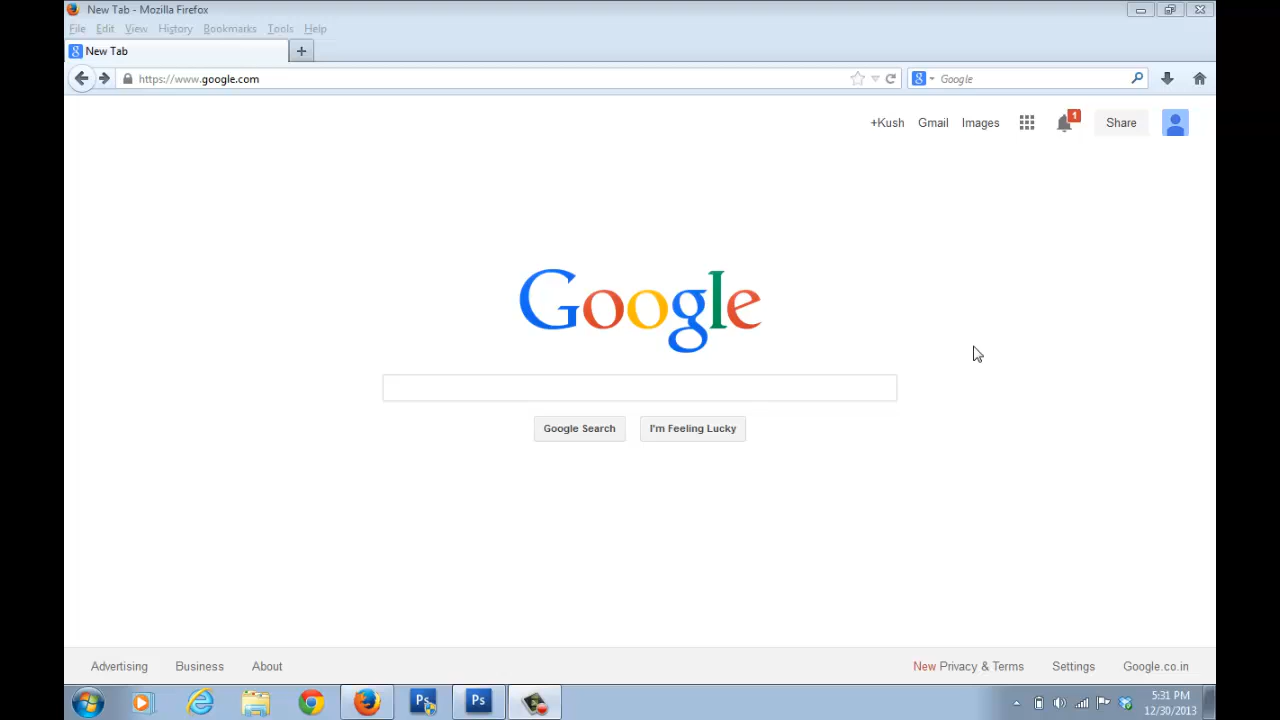 New Tab - Mozilla Firefox
File Edit View History Bookmarks Tools Help
New Tab
https://www.google.com
Google
+Kush Gmail Images 1 Share
Google
Google Search I'm Feeling Lucky
Advertising Business About New Privacy & Terms Settings Google.co.in
Ps Ps
5:31 PM
12/30/2013